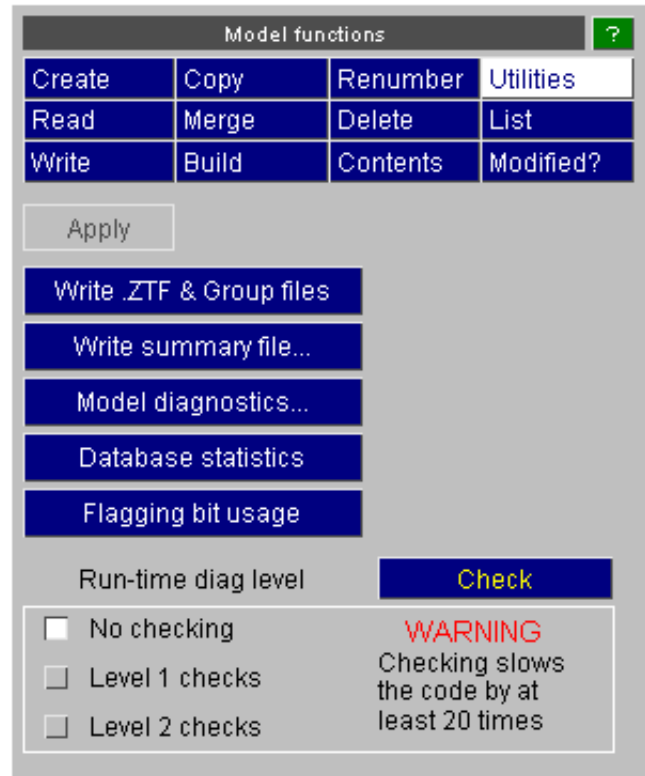 Model functions ?
Create Copy Renumber Utilities
Read Merge Delete List
Write Build Contents Modified?
Apply
Write .ZTF & Group files
Write summary file...
Model diagnostics...
Database statistics
Flagging bit usage
Run-time diag level Check
No checking WARNING
Checking slows
Level 1 checks the code by at
least 20 times
Level 2 checks